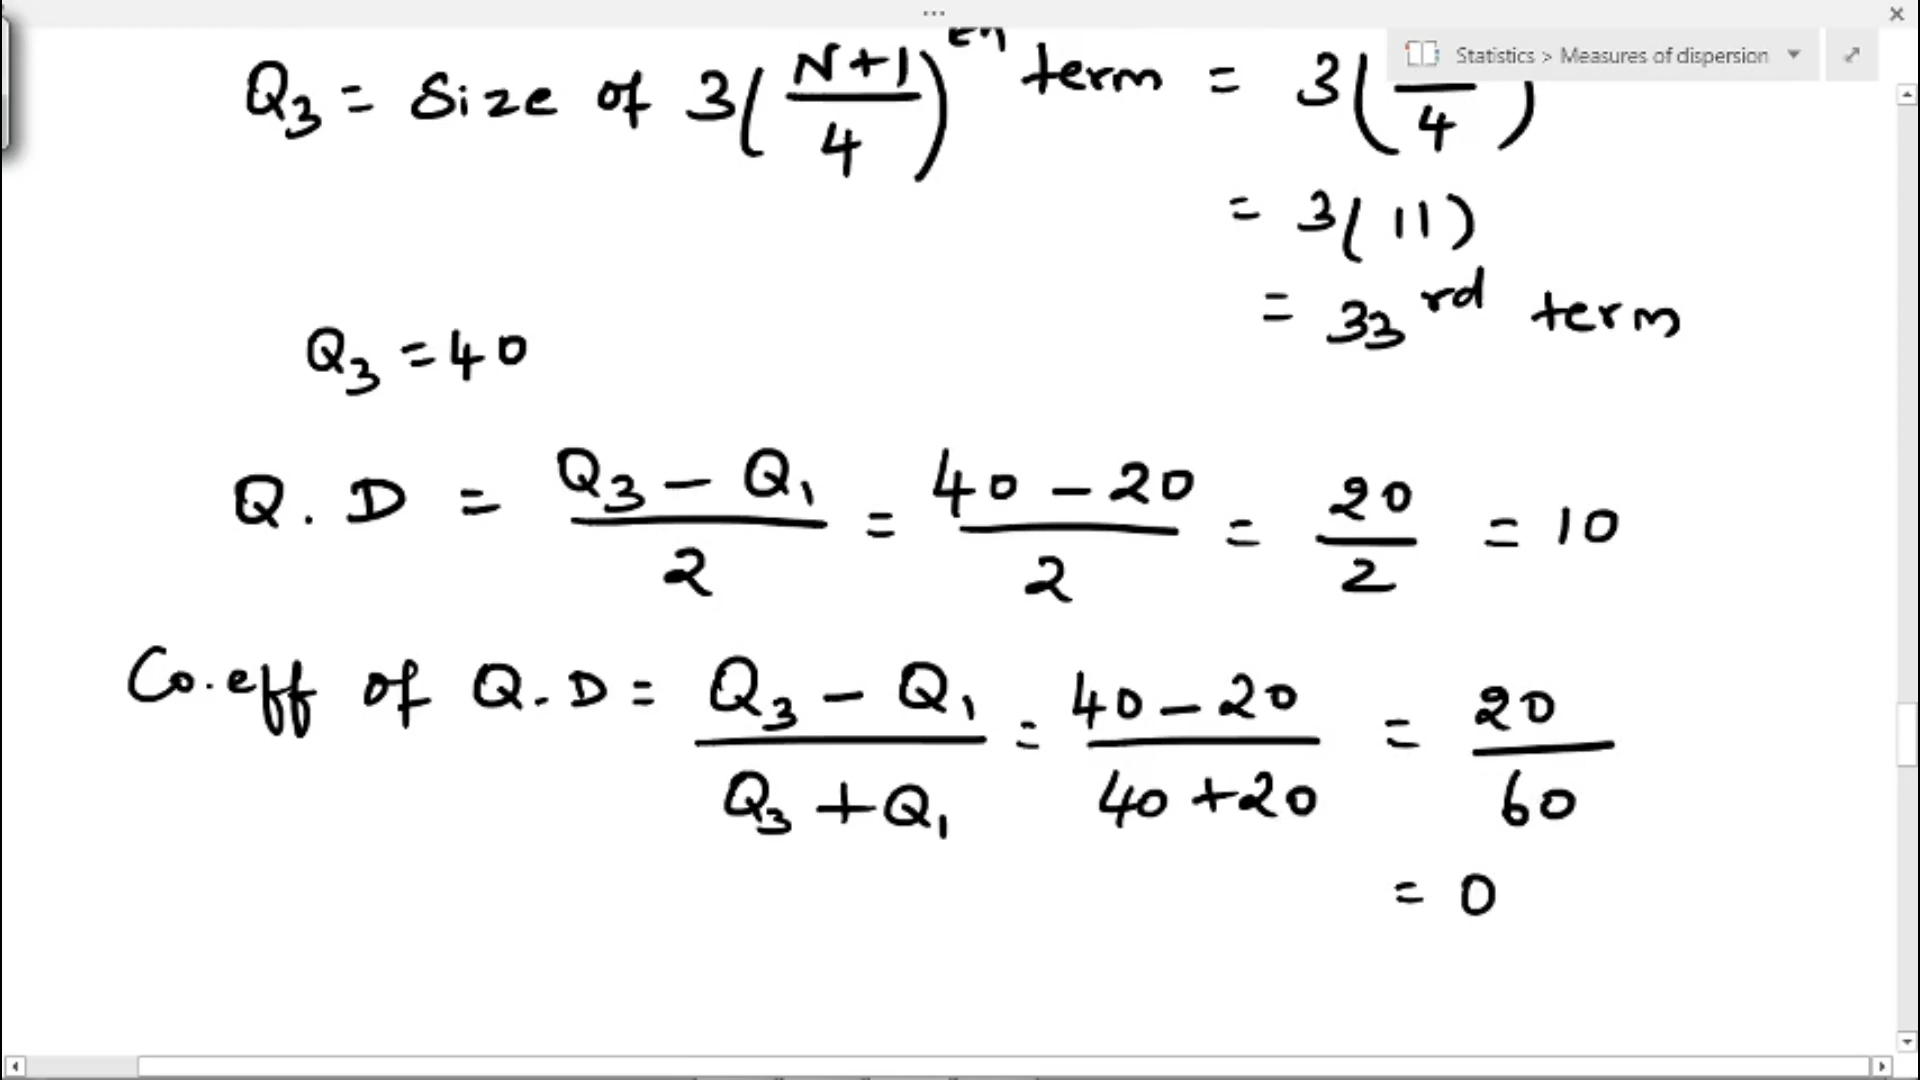 ...
Statistics > Measures of dispersion
Q3 = Size of 3(N+1/4)th term = 3( /4)
= 3(11)
= 33rd term
Q3 = 40
Q.D = Q3 - Q1/2 = 40 - 20/2 = 20/2 = 10
Co.eff of Q.D = Q3 - Q1/Q3 + Q1 = 40 - 20/40 + 20 = 20/60
= 0